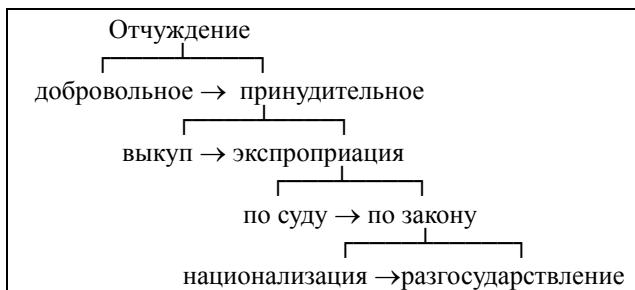 Отчуждение
добровольное → принудительное
выкуп → экспроприация
по суду → по закону
национализация →разгосударствление